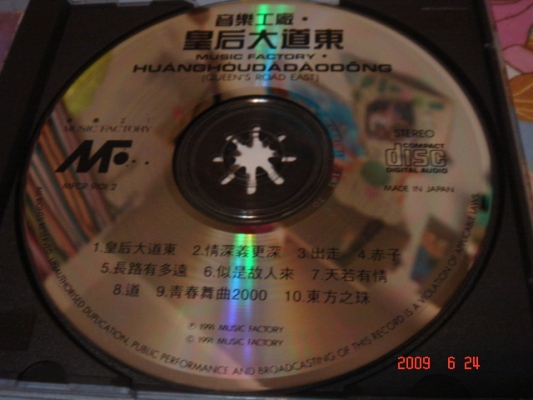 音樂工廠・
皇后大道東
MUSIC FACTORY・
HUÁNGHÒUDÀDÀODŌNG
(QUEEN'S ROAD EAST)
MUSIC FACTORY
MF
STEREO
COMPACT
disc
DIGITAL AUDIO
MADE IN JAPAN
1.皇后大道東 2.情深義更深 3.出走 4.赤子
5.長路有多遠 6.似是故人來 7.天若有情
8.道 9.青春舞曲2000 10.東方之珠
Ⓟ 1991 MUSIC FACTORY
© 1991 MUSIC FACTORY
UNAUTHORISED DUPLICATION, PUBLIC PERFORMANCE AND BROADCASTING OF THIS RECORD IS A VIOLATION OF APPLICABLE LAWS
2009 6 24